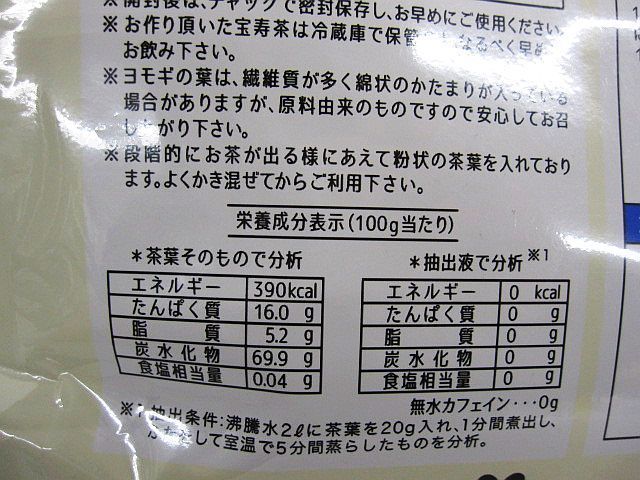 ※開封後は、チャックで密封保存し、お早めにご使用ください
※お作り頂いた宝寿茶は冷蔵庫で保管 なるべく早め
お飲み下さい。
※ヨモギの葉は、繊維質が多く綿状のかたまりが入っている
場合がありますが、原料由来のものですので安心してお召
し上がり下さい。
※段階的にお茶が出る様にあえて粉状の茶葉を入れており
ます。よくかき混ぜてからご利用下さい。
栄養成分表示(100g当たり)
*茶葉そのもので分析
エネルギー 390kcal
たんぱく質 16.0 g
脂質 5.2 g
炭水化物 69.9 g
食塩相当量 0.04 g
*抽出液で分析※1
エネルギー 0 kcal
たんぱく質 0 g
脂質 0 g
炭水化物 0 g
食塩相当量 0 g
無水カフェイン・・・0g
※1 抽出条件:沸騰水2ℓに茶葉を20g入れ、1分間煮出し、
して室温で5分間蒸らしたものを分析。